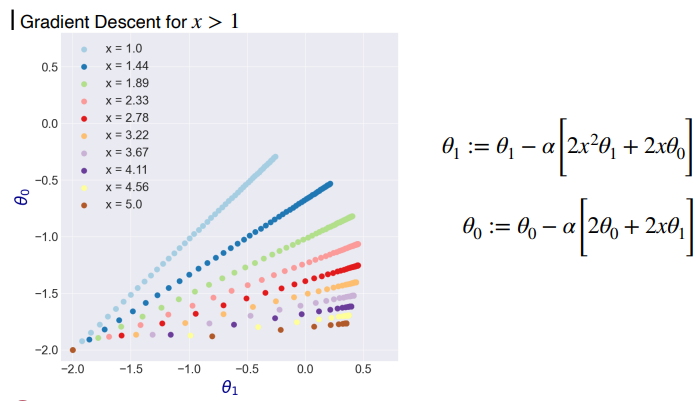 Gradient Descent for x > 1
x = 1.0
x = 1.44
x = 1.89
x = 2.33
x = 2.78
x = 3.22
x = 3.67
x = 4.11
x = 4.56
x = 5.0
0.5
0.0
−0.5
−1.0
−1.5
−2.0
θ₀
−2.0 −1.5 −1.0 −0.5 0.0 0.5
θ₁
θ₁ := θ₁ − α[2x²θ₁ + 2xθ₀]
θ₀ := θ₀ − α[2θ₀ + 2xθ₁]